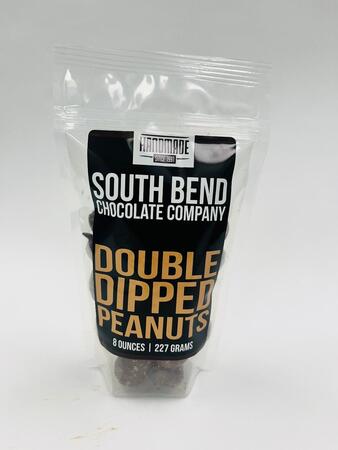 HANDMADE
SINCE 1991
SOUTH BEND
CHOCOLATE COMPANY
DOUBLE
DIPPED
PEANUTS
8 OUNCES | 227 GRAMS